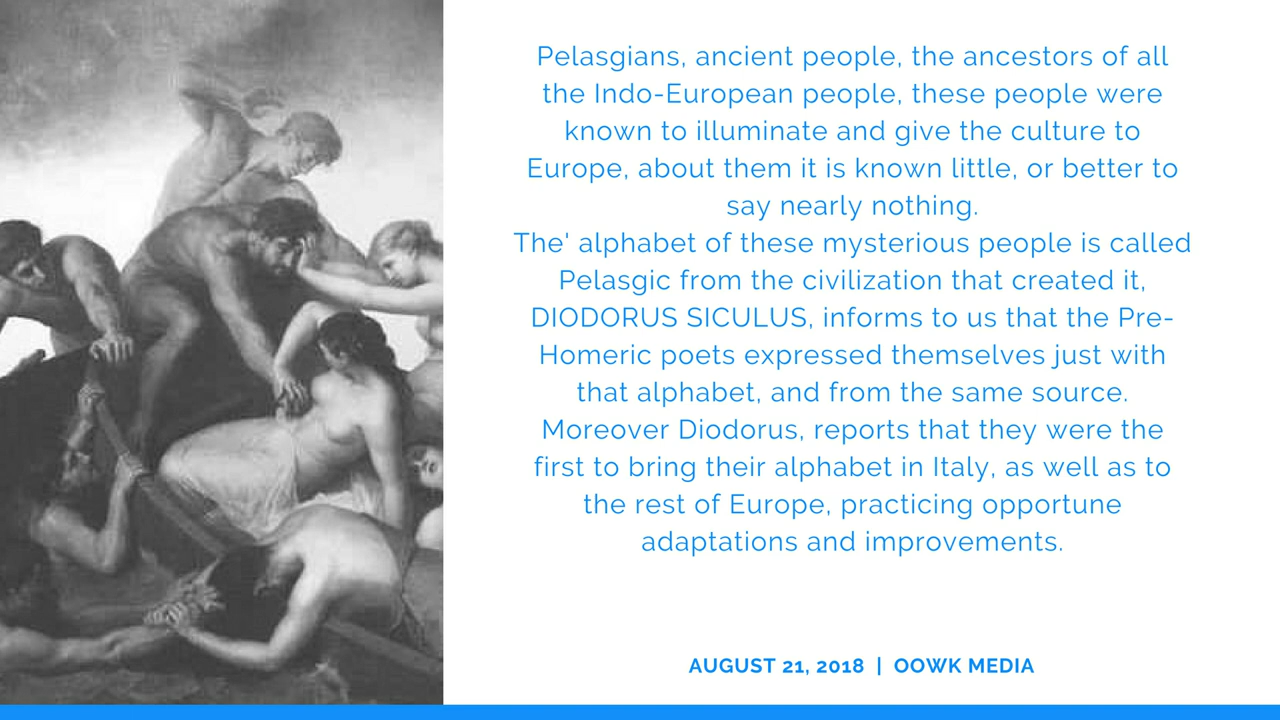 Pelasgians, ancient people, the ancestors of all
the Indo-European people, these people were
known to illuminate and give the culture to
Europe, about them it is known little, or better to
say nearly nothing.
The' alphabet of these mysterious people is called
Pelasgic from the civilization that created it,
DIODORUS SICULUS, informs to us that the Pre-
Homeric poets expressed themselves just with
that alphabet, and from the same source.
Moreover Diodorus, reports that they were the
first to bring their alphabet in Italy, as well as to
the rest of Europe, practicing opportune
adaptations and improvements.
AUGUST 21, 2018 | OOWK MEDIA